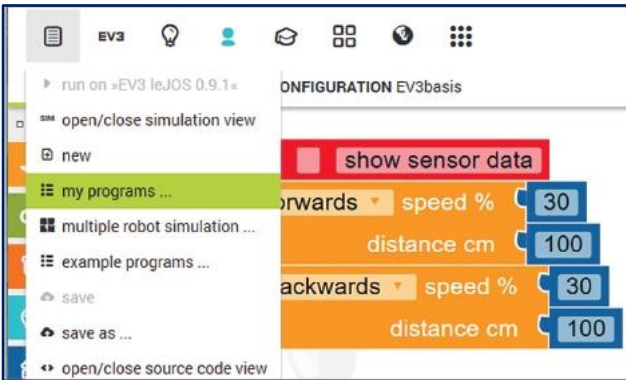 EV3
run on »EV3 leJOS 0.9.1«
ONFIGURATION EV3basis
SIM open/close simulation view
new
show sensor data
my programs ...
orwards speed % 30
multiple robot simulation ...
distance cm 100
example programs ...
ackwards speed % 30
save
distance cm 100
save as ...
open/close source code view